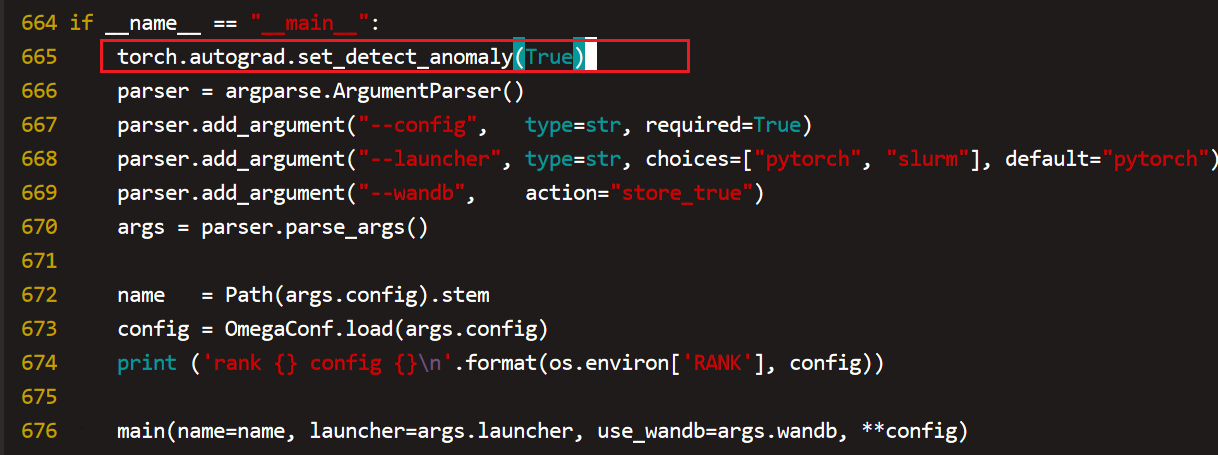 664 if __name__ == "__main__":
665     torch.autograd.set_detect_anomaly(True)
666     parser = argparse.ArgumentParser()
667     parser.add_argument("--config",   type=str, required=True)
668     parser.add_argument("--launcher", type=str, choices=["pytorch", "slurm"], default="pytorch")
669     parser.add_argument("--wandb",    action="store_true")
670     args = parser.parse_args()
671
672     name   = Path(args.config).stem
673     config = OmegaConf.load(args.config)
674     print ('rank {} config {}\n'.format(os.environ['RANK'], config))
675
676     main(name=name, launcher=args.launcher, use_wandb=args.wandb, **config)